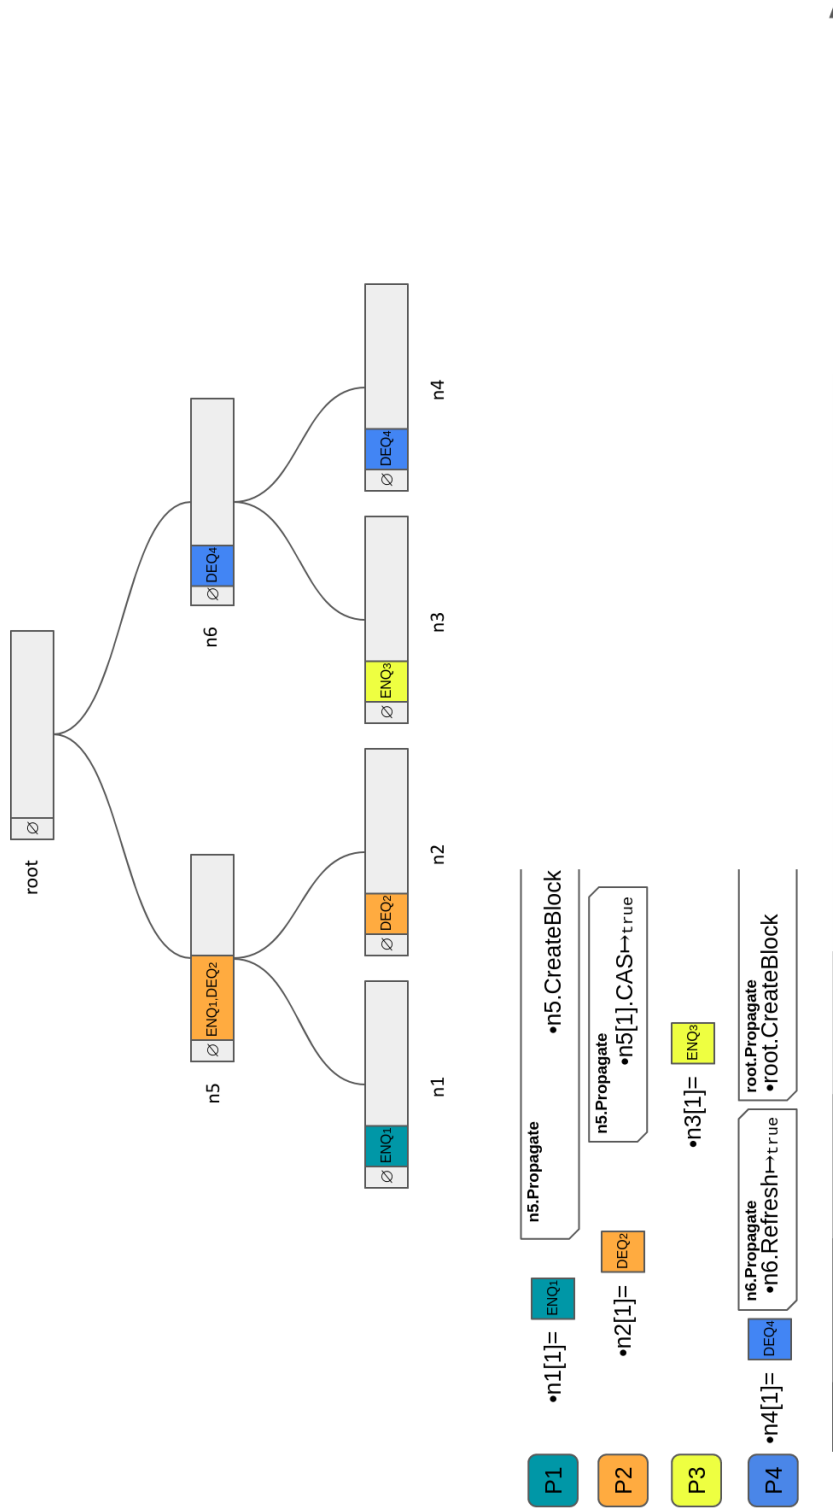 root
∅
n5
∅ ENQ1,DEQ2
n6
∅ DEQ4
∅ ENQ1
∅ DEQ2
∅ ENQ3
∅ DEQ4
n1
n2
n3
n4
P1
•n1[1]= ENQ1
n5.Propagate
•n5.CreateBlock
P2
•n2[1]= DEQ2
n5.Propagate
•n5[1].CAS↦true
P3
•n3[1]= ENQ3
P4
•n4[1]= DEQ4
n6.Propagate
•n6.Refresh↦true
root.Propagate
•root.CreateBlock